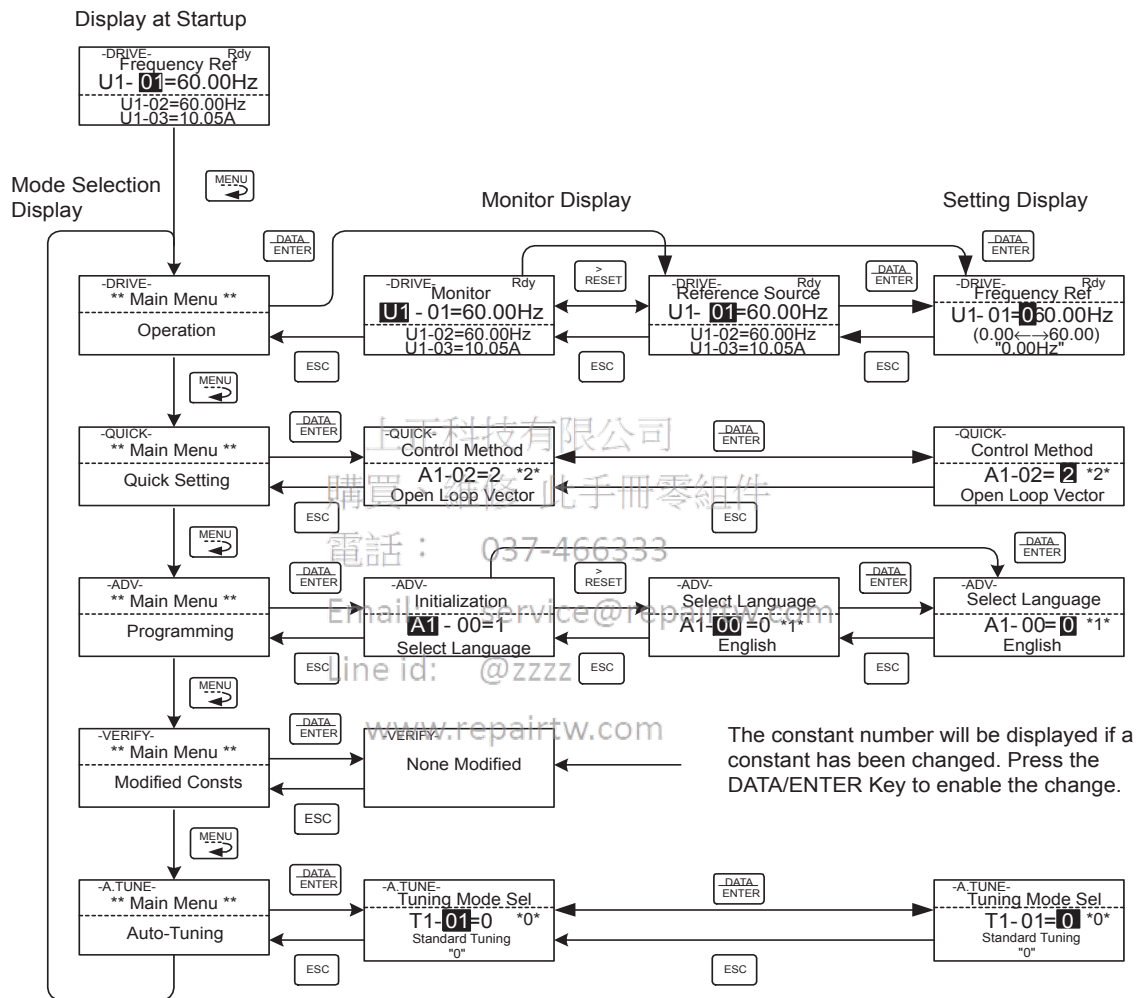 Display at Startup
-DRIVE- Rdy
Frequency Ref
U1- 01=60.00Hz
U1-02=60.00Hz
U1-03=10.05A
Mode Selection
Display
MENU
Monitor Display
Setting Display
DATA
ENTER
DATA
ENTER
-DRIVE-
** Main Menu **
Operation
-DRIVE- Rdy
Monitor
U1 - 01=60.00Hz
U1-02=60.00Hz
U1-03=10.05A
>
RESET
-DRIVE- Rdy
Reference Source
U1- 01=60.00Hz
U1-02=60.00Hz
U1-03=10.05A
DATA
ENTER
-DRIVE- Rdy
Frequency Ref
U1- 01=060.00Hz
(0.00←→60.00)
"0.00Hz"
ESC
ESC
ESC
MENU
-QUICK-
** Main Menu **
Quick Setting
DATA
ENTER
-QUICK-
Control Method
A1-02=2 *2*
Open Loop Vector
DATA
ENTER
-QUICK-
Control Method
A1-02= 2 *2*
Open Loop Vector
ESC
ESC
上正科技有限公司
購買、維修 此手冊零組件
電話： 037-466333
Email: service@repairtw.com
Line id: @zzzz
www.repairtw.com
MENU
-ADV-
** Main Menu **
Programming
DATA
ENTER
-ADV-
Initialization
A1 - 00=1
Select Language
>
RESET
-ADV-
Select Language
A1- 00 =0 *1*
English
DATA
ENTER
DATA
ENTER
-ADV-
Select Language
A1- 00= 0 *1*
English
ESC
ESC
ESC
MENU
-VERIFY-
** Main Menu **
Modified Consts
DATA
ENTER
-VERIFY-
None Modified
ESC
The constant number will be displayed if a
constant has been changed. Press the
DATA/ENTER Key to enable the change.
MENU
-A.TUNE-
** Main Menu **
Auto-Tuning
DATA
ENTER
-A.TUNE-
Tuning Mode Sel
T1- 01=0 *0*
Standard Tuning
"0"
DATA
ENTER
-A.TUNE-
Tuning Mode Sel
T1- 01= 0 *0*
Standard Tuning
"0"
ESC
ESC